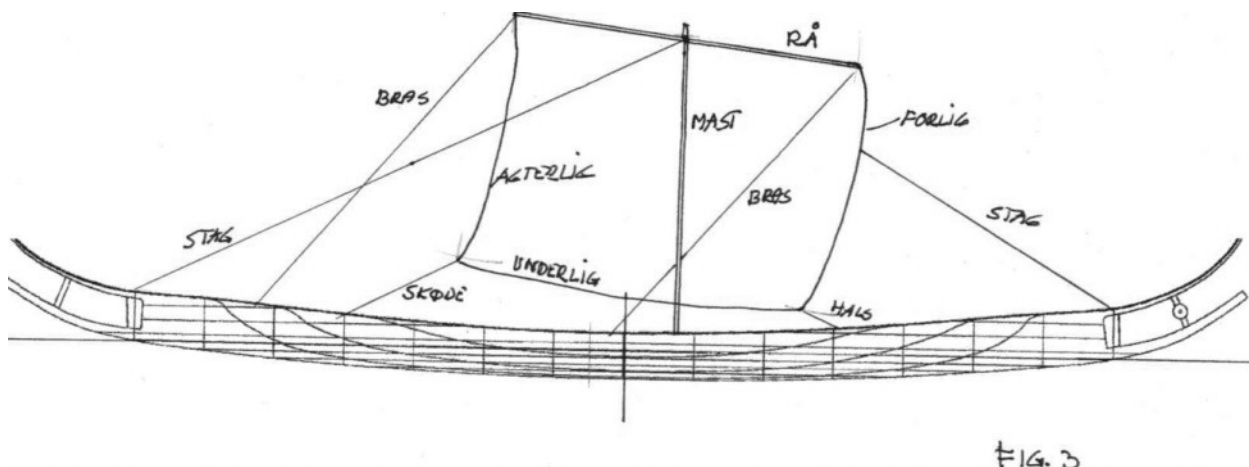 RÅ
BRAS
MAST
FORLIG
AGTERLIG
BRAS
STAG
STAG
UNDERLIG
SKØDE
HALS
FIG. 3